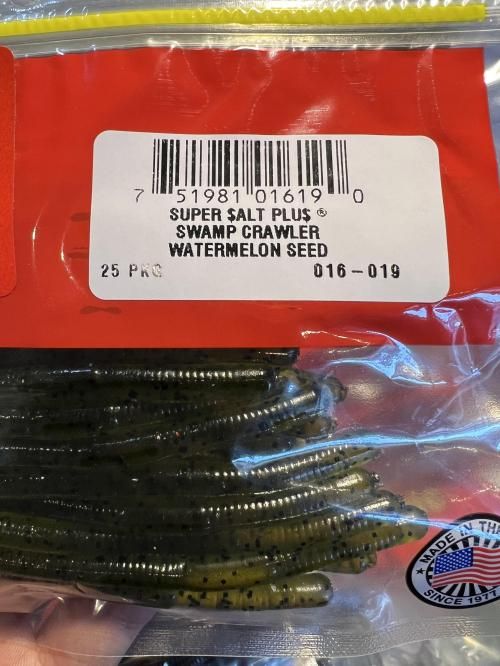 7 51981 01619 0
SUPER $ALT PLU$ ®
SWAMP CRAWLER
WATERMELON SEED
25 PKG 016-019
MADE IN THE
SINCE 1977